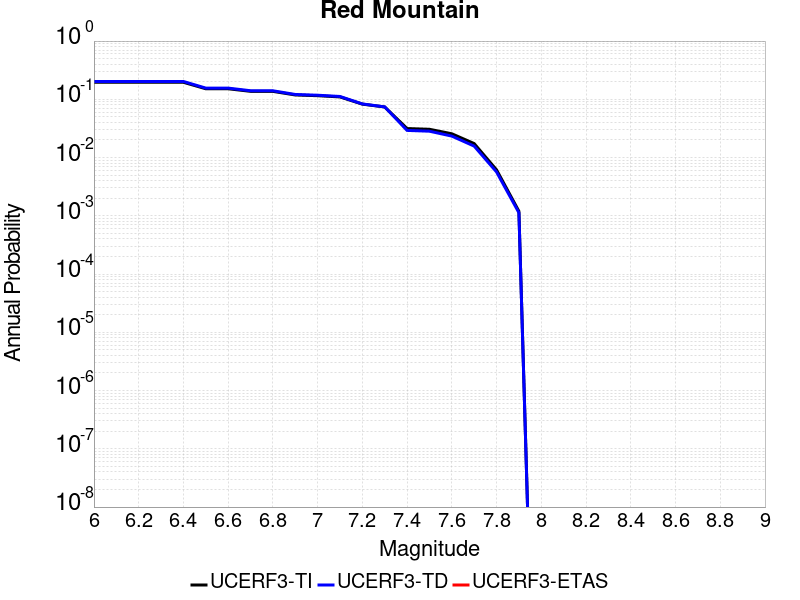 Red Mountain
10^0
10^-1
10^-2
10^-3
10^-4
10^-5
10^-6
10^-7
10^-8
Annual Probability
6 6.2 6.4 6.6 6.8 7 7.2 7.4 7.6 7.8 8 8.2 8.4 8.6 8.8 9
Magnitude
UCERF3-TI UCERF3-TD UCERF3-ETAS